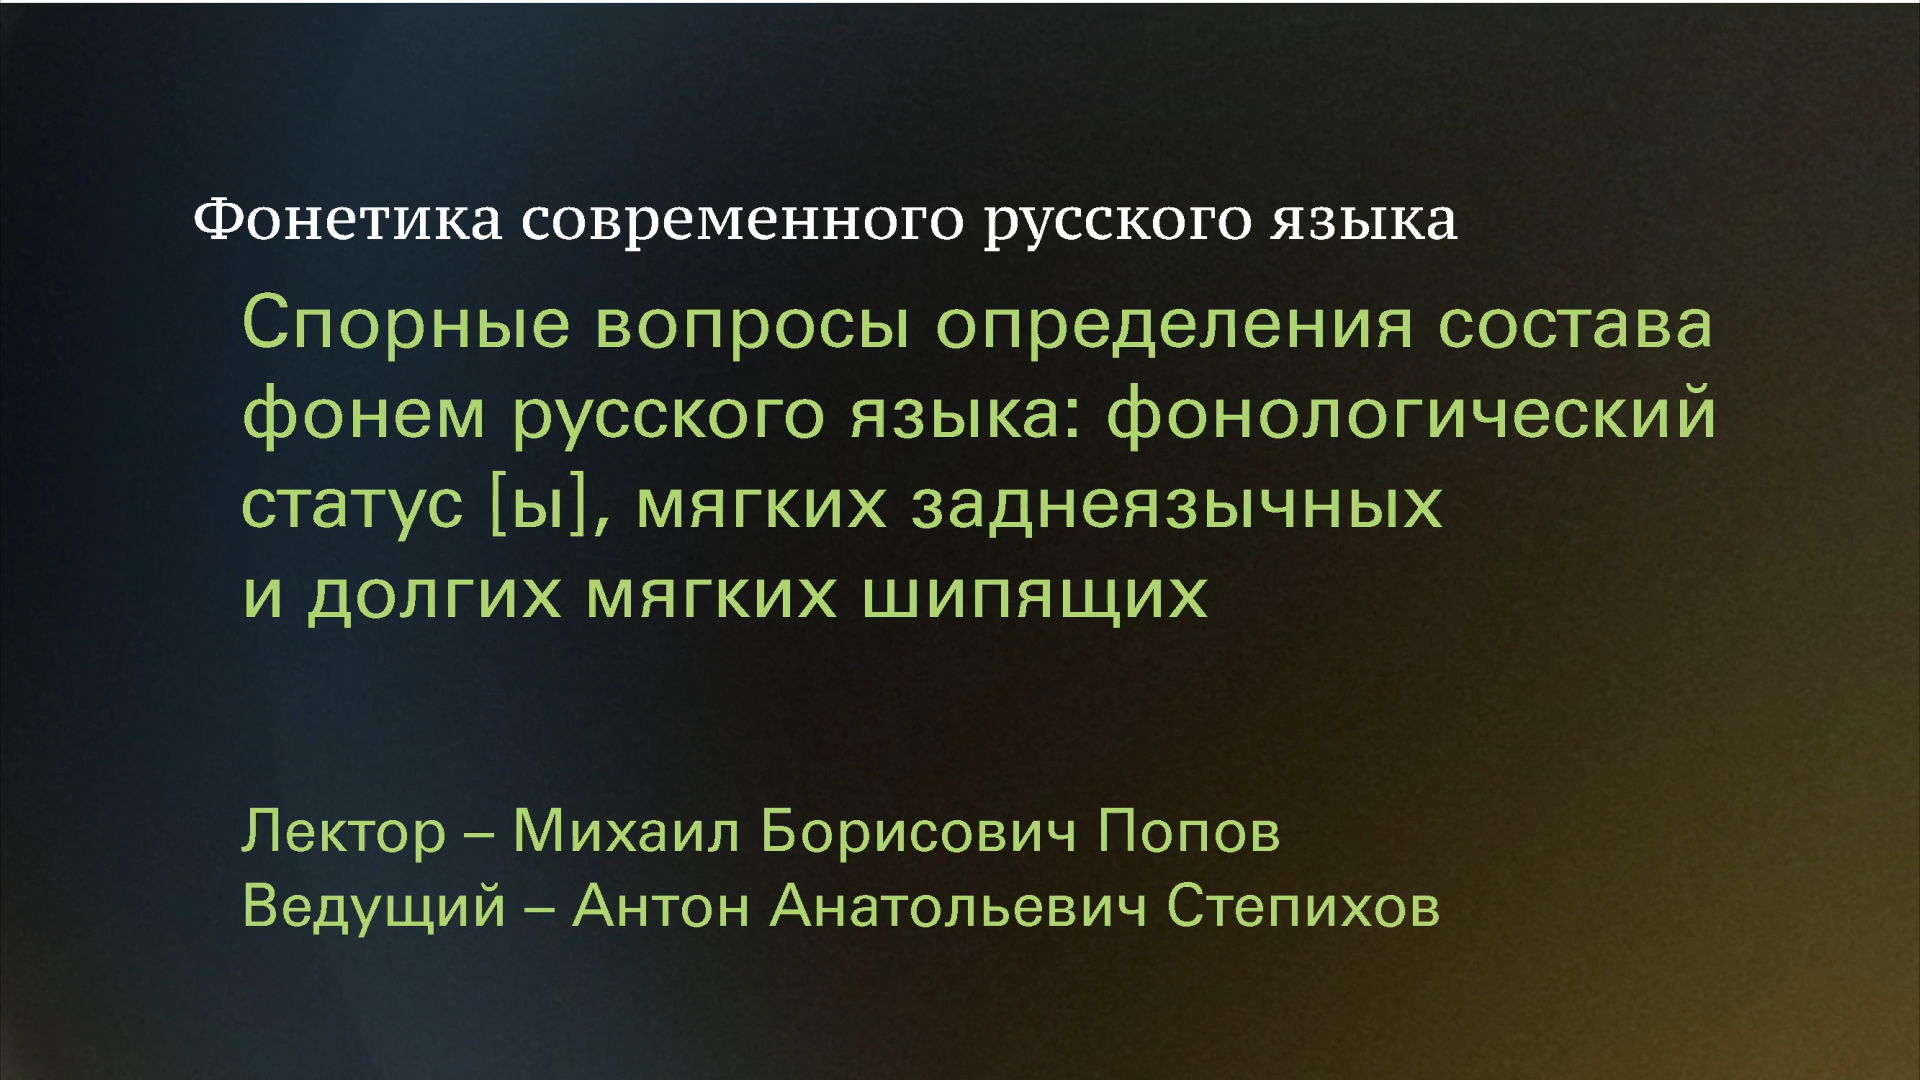 Фонетика современного русского языка
Спорные вопросы определения состава
фонем русского языка: фонологический
статус [ы], мягких заднеязычных
и долгих мягких шипящих
Лектор – Михаил Борисович Попов
Ведущий – Антон Анатольевич Степихов